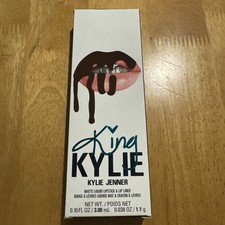 King
KYLIE
KYLIE JENNER
MATTE LIQUID LIPSTICK & LIP LINER
ROUGE À LÈVRES LIQUIDE MAT & CRAYON À LÈVRES
NET WT. / POIDS NET
0.10 FL OZ / 3.00 mL 0.038 OZ / 1.1 g